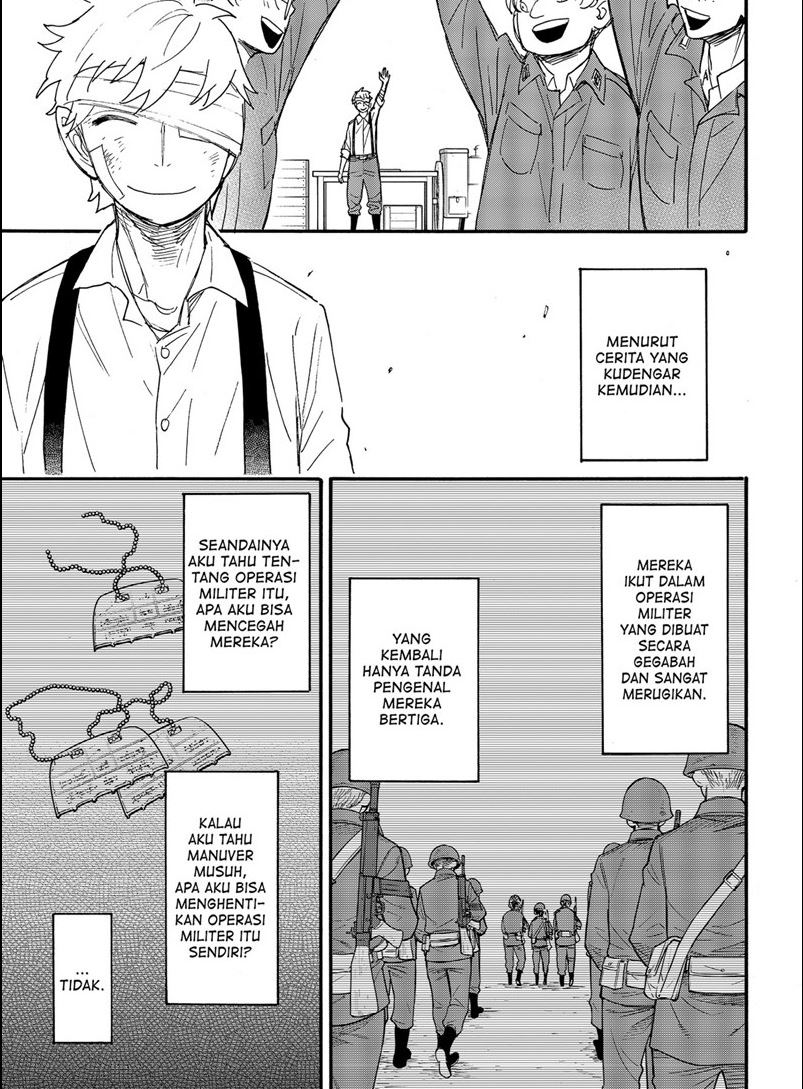 MENURUT
CERITA YANG
KUDENGAR
KEMUDIAN...
MEREKA
IKUT DALAM
OPERASI
MILITER
YANG DIBUAT
SECARA
GEGABAH
DAN SANGAT
MERUGIKAN.
YANG
KEMBALI
HANYA TANDA
PENGENAL
MEREKA
BERTIGA.
SEANDAINYA
AKU TAHU TEN-
TANG OPERASI
MILITER ITU,
APA AKU BISA
MENCEGAH
MEREKA?
KALAU
AKU TAHU
MANUVER
MUSUH,
APA AKU BISA
MENGHENTI-
KAN OPERASI
MILITER ITU
SENDIRI?
...
TIDAK.